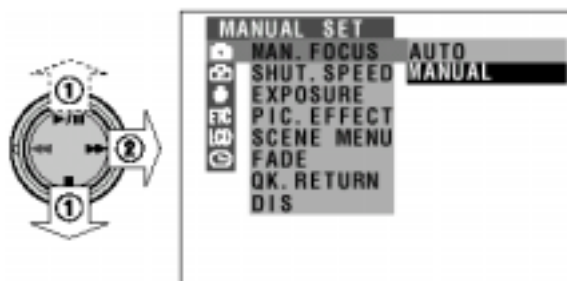 MANUAL SET
MAN. FOCUS AUTO
SHUT. SPEED MANUAL
EXPOSURE
ETC PIC. EFFECT
LCD SCENE MENU
FADE
QK. RETURN
DIS
①
②
①